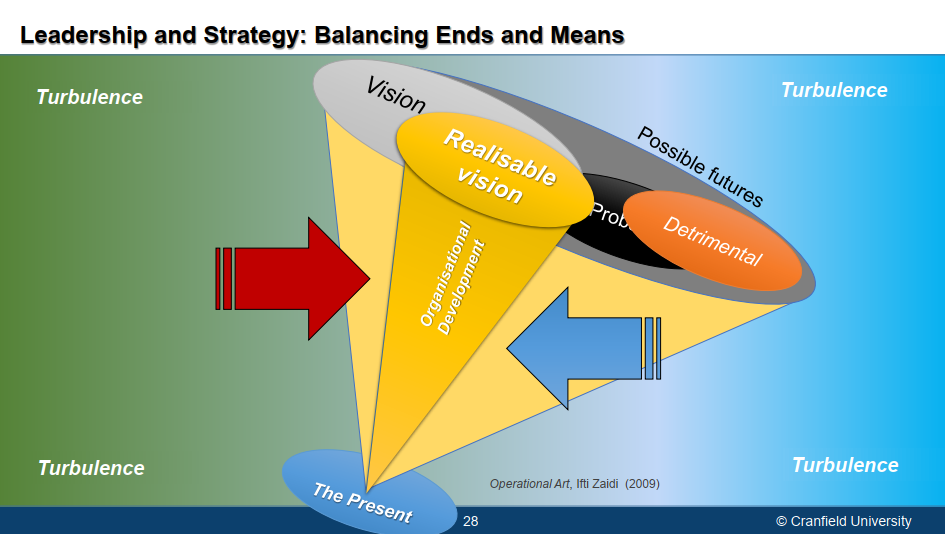 Leadership and Strategy: Balancing Ends and Means
Turbulence
Turbulence
Vision
Realisable
vision
Possible futures
Detrimental
Organisational
Development
Turbulence
Turbulence
The Present
Operational Art, Ifti Zaidi (2009)
28
© Cranfield University